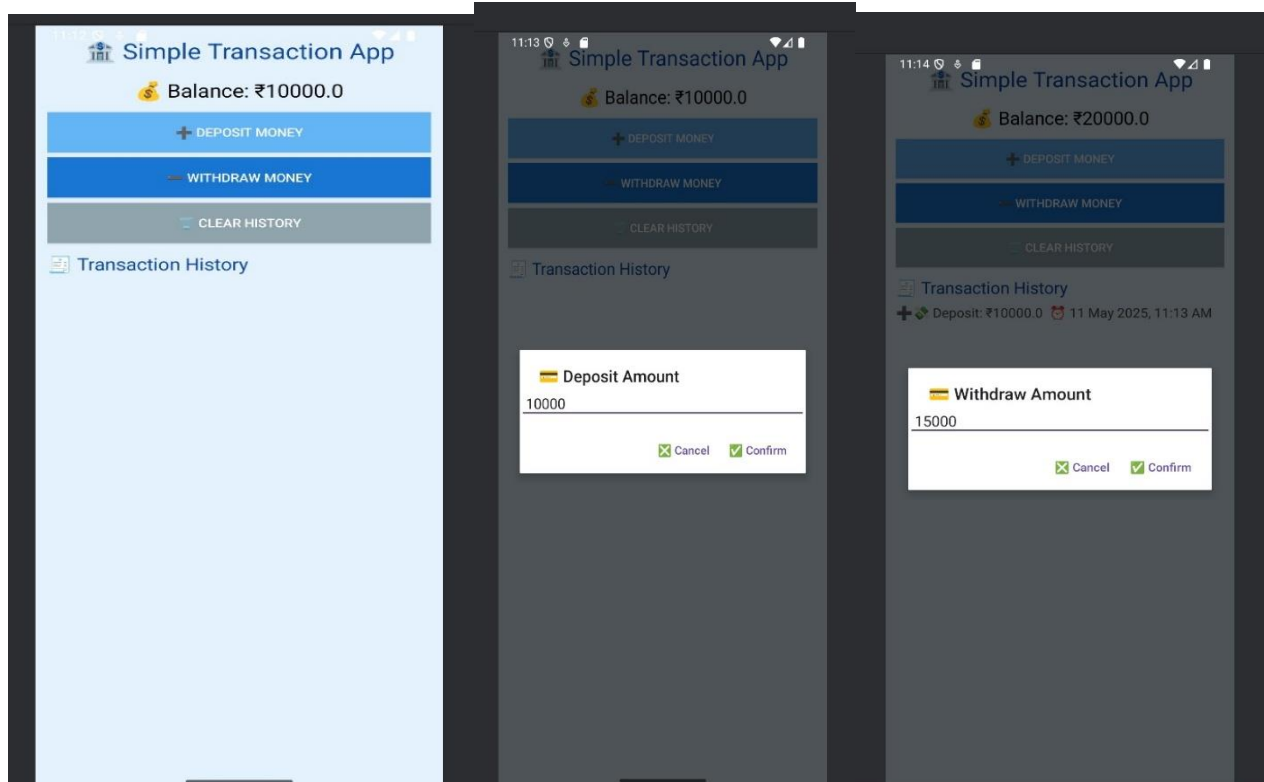 11:12
🏦 Simple Transaction App
💰 Balance: ₹10000.0
➕ DEPOSIT MONEY
➖ WITHDRAW MONEY
🗑 CLEAR HISTORY
🧾 Transaction History
11:13
🏦 Simple Transaction App
💰 Balance: ₹10000.0
➕ DEPOSIT MONEY
➖ WITHDRAW MONEY
🗑 CLEAR HISTORY
🧾 Transaction History
💳 Deposit Amount
10000
❎ Cancel ✅ Confirm
11:14
🏦 Simple Transaction App
💰 Balance: ₹20000.0
➕ DEPOSIT MONEY
➖ WITHDRAW MONEY
🗑 CLEAR HISTORY
🧾 Transaction History
➕💸 Deposit: ₹10000.0 ⏰ 11 May 2025, 11:13 AM
💳 Withdraw Amount
15000
❎ Cancel ✅ Confirm